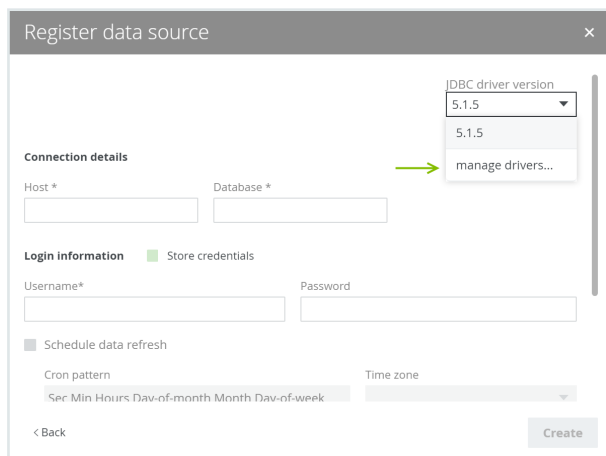 Register data source ×
JDBC driver version
5.1.5
5.1.5
manage drivers...
Connection details
Host * Database *
Login information Store credentials
Username* Password
Schedule data refresh
Cron pattern Time zone
Sec Min Hours Day-of-month Month Day-of-week
< Back Create